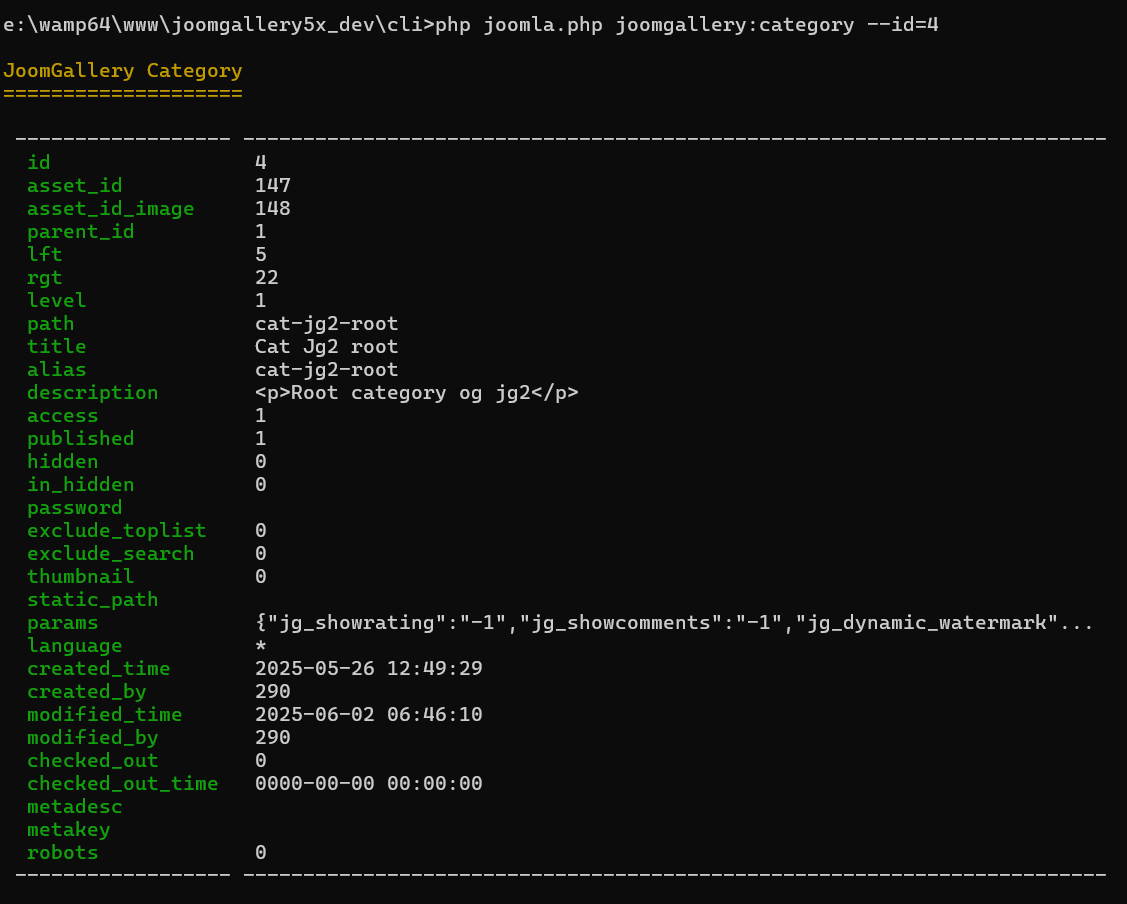 e:\wamp64\www\joomgallery5x_dev\cli>php joomla.php joomgallery:category --id=4
JoomGallery Category
====================
------------------ ------------------------------------------------------------------------
id 4
asset_id 147
asset_id_image 148
parent_id 1
lft 5
rgt 22
level 1
path cat-jg2-root
title Cat Jg2 root
alias cat-jg2-root
description <p>Root category og jg2</p>
access 1
published 1
hidden 0
in_hidden 0
password
exclude_toplist 0
exclude_search 0
thumbnail 0
static_path
params {"jg_showrating":"-1","jg_showcomments":"-1","jg_dynamic_watermark"...
language *
created_time 2025-05-26 12:49:29
created_by 290
modified_time 2025-06-02 06:46:10
modified_by 290
checked_out 0
checked_out_time 0000-00-00 00:00:00
metadesc
metakey
robots 0
------------------ ------------------------------------------------------------------------